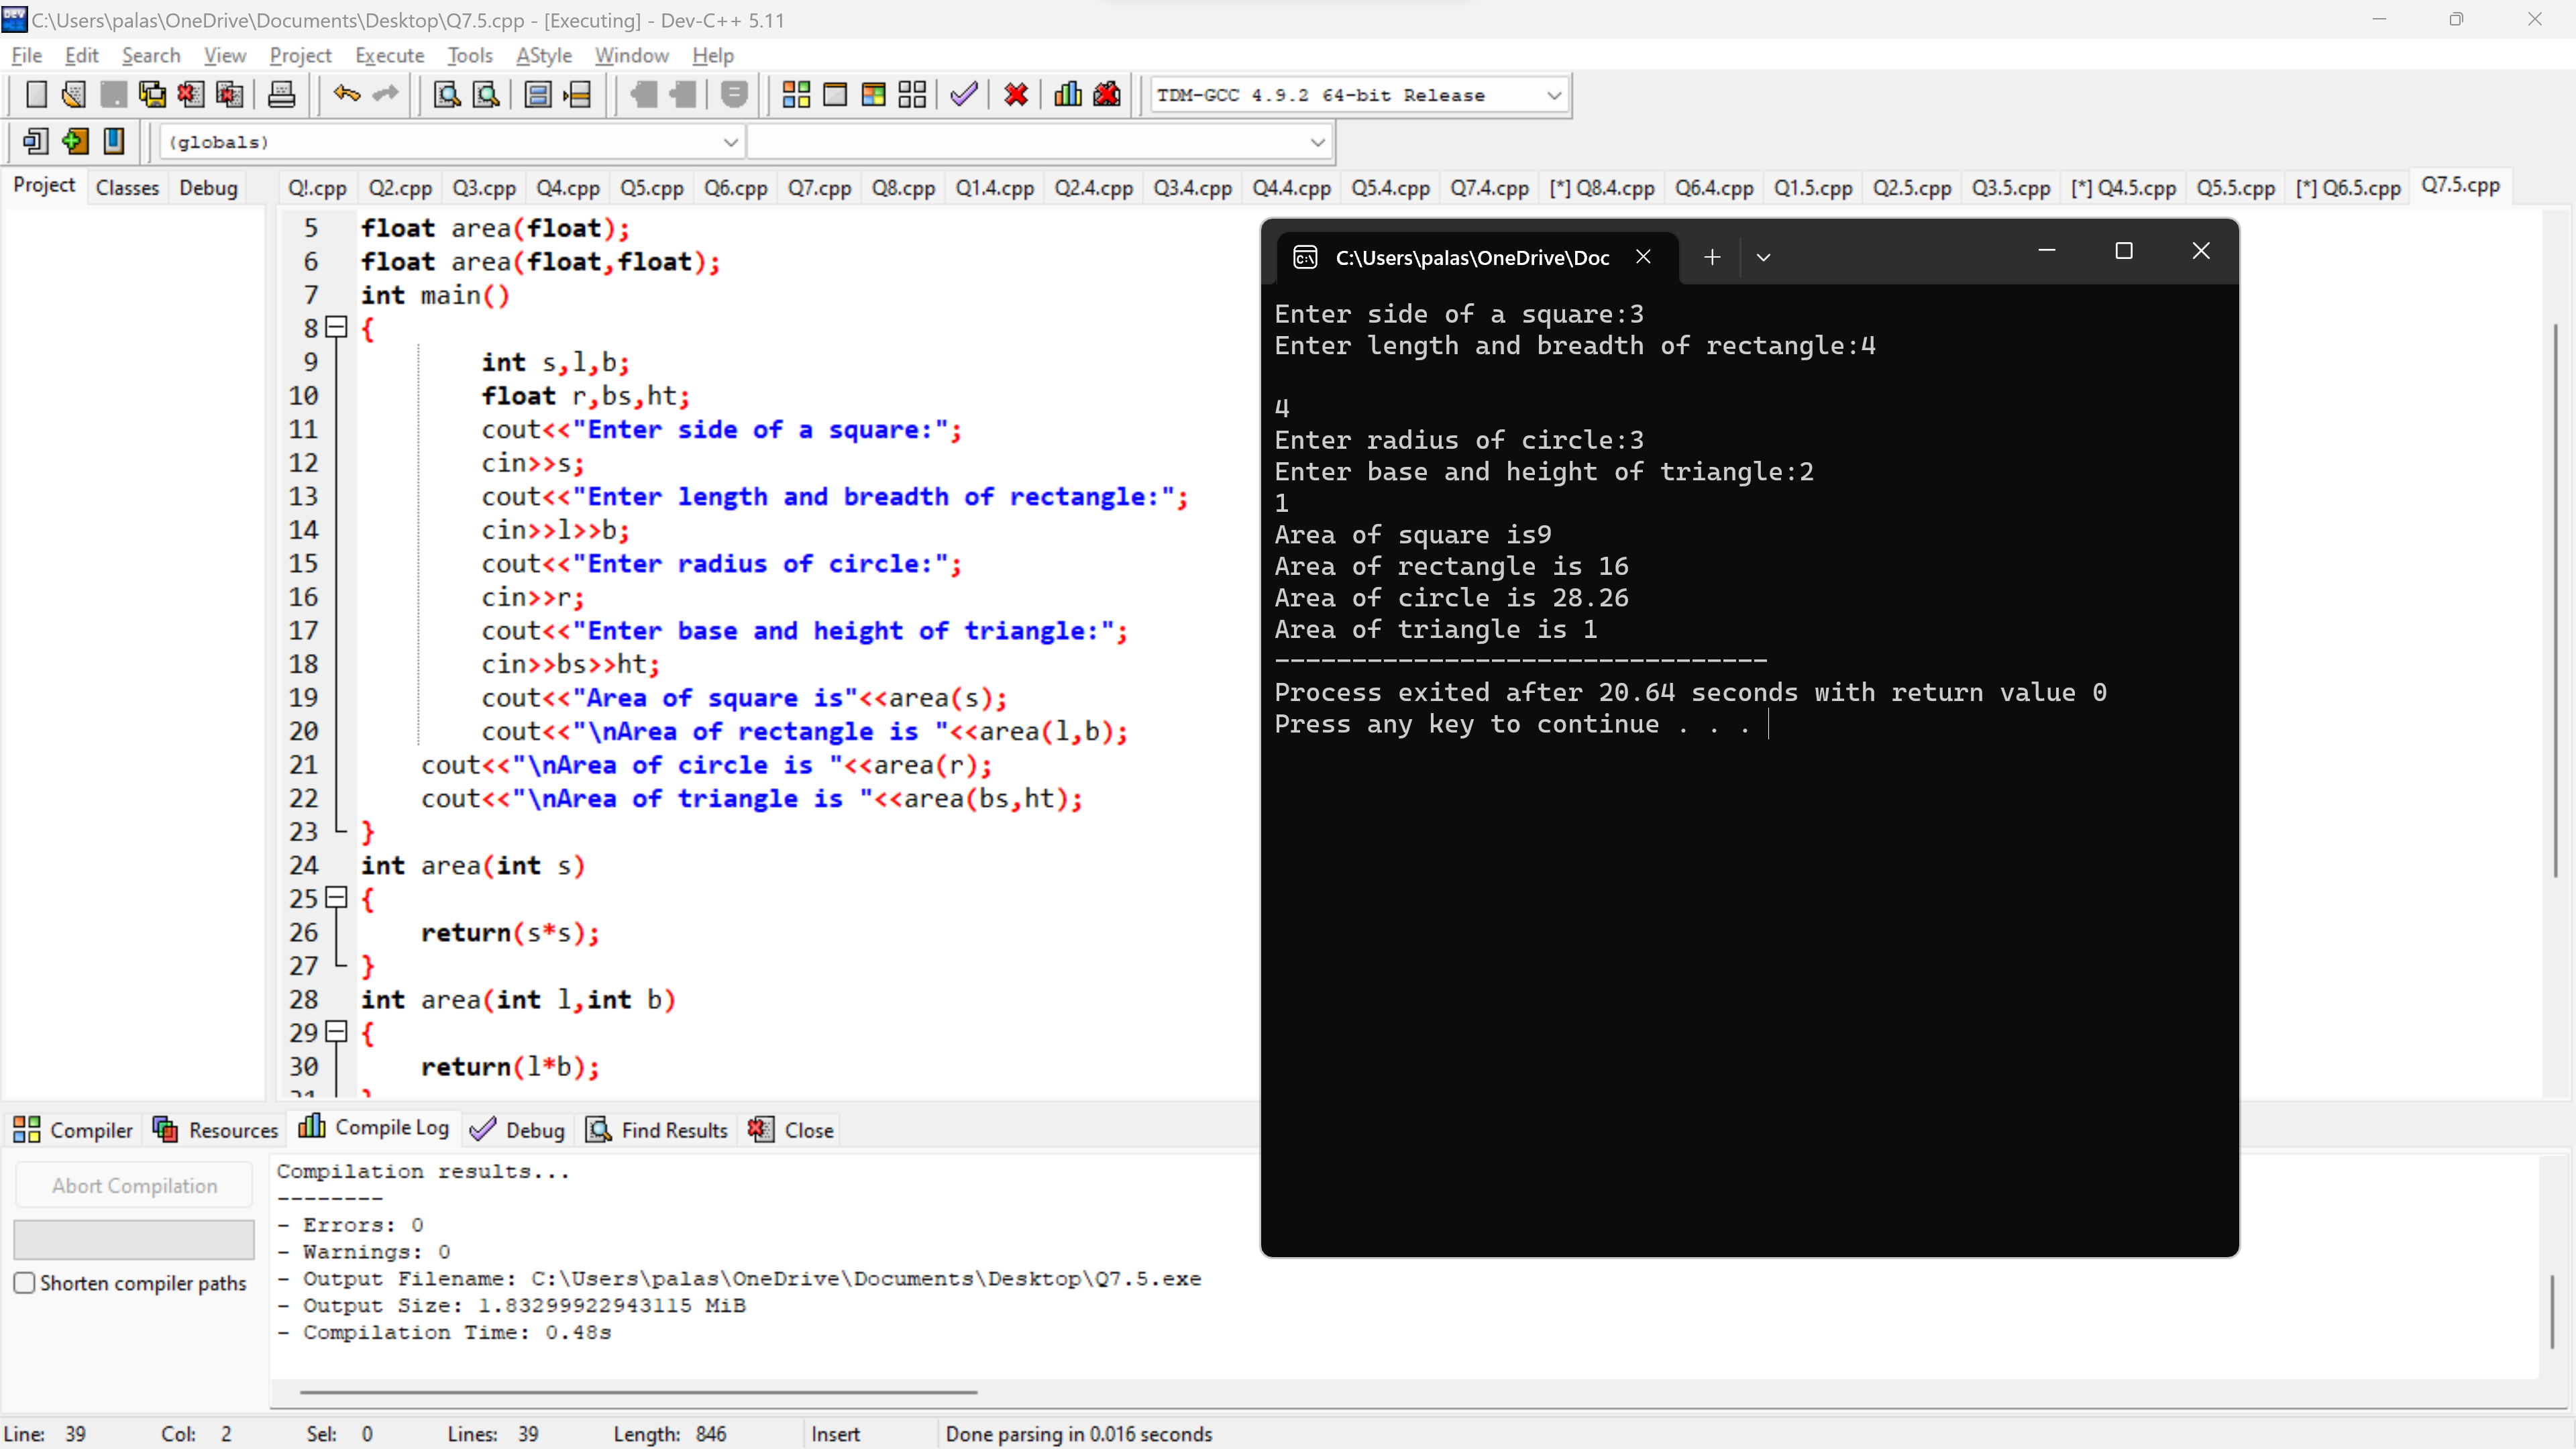 C:\Users\palas\OneDrive\Documents\Desktop\Q7.5.cpp - [Executing] - Dev-C++ 5.11
File Edit Search View Project Execute Tools AStyle Window Help
TDM-GCC 4.9.2 64-bit Release
(globals)
Project Classes Debug
Q!.cpp Q2.cpp Q3.cpp Q4.cpp Q5.cpp Q6.cpp Q7.cpp Q8.cpp Q1.4.cpp Q2.4.cpp Q3.4.cpp Q4.4.cpp Q5.4.cpp Q7.4.cpp [*] Q8.4.cpp Q6.4.cpp Q1.5.cpp Q2.5.cpp Q3.5.cpp [*] Q4.5.cpp Q5.5.cpp [*] Q6.5.cpp Q7.5.cpp
5 float area(float);
6 float area(float,float);
7 int main()
8 {
9 int s,l,b;
10 float r,bs,ht;
11 cout<<"Enter side of a square:";
12 cin>>s;
13 cout<<"Enter length and breadth of rectangle:";
14 cin>>l>>b;
15 cout<<"Enter radius of circle:";
16 cin>>r;
17 cout<<"Enter base and height of triangle:";
18 cin>>bs>>ht;
19 cout<<"Area of square is"<<area(s);
20 cout<<"\nArea of rectangle is "<<area(l,b);
21 cout<<"\nArea of circle is "<<area(r);
22 cout<<"\nArea of triangle is "<<area(bs,ht);
23 }
24 int area(int s)
25 {
26 return(s*s);
27 }
28 int area(int l,int b)
29 {
30 return(l*b);
31 }
C:\Users\palas\OneDrive\Doc
Enter side of a square:3
Enter length and breadth of rectangle:4
4
Enter radius of circle:3
Enter base and height of triangle:2
1
Area of square is9
Area of rectangle is 16
Area of circle is 28.26
Area of triangle is 1
--------------------------------
Process exited after 20.64 seconds with return value 0
Press any key to continue . . .
Compiler Resources Compile Log Debug Find Results Close
Abort Compilation
Shorten compiler paths
Compilation results...
--------
- Errors: 0
- Warnings: 0
- Output Filename: C:\Users\palas\OneDrive\Documents\Desktop\Q7.5.exe
- Output Size: 1.83299922943115 MiB
- Compilation Time: 0.48s
Line: 39 Col: 2 Sel: 0 Lines: 39 Length: 846 Insert Done parsing in 0.016 seconds